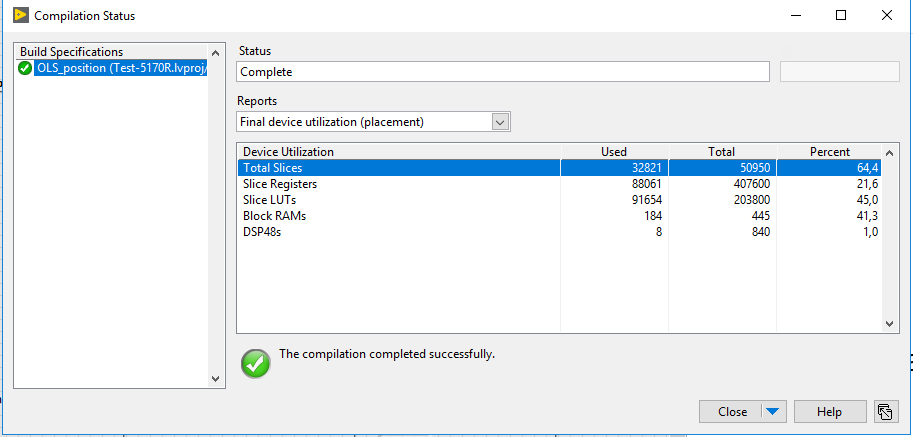 Compilation Status
Build Specifications
OLS_position (Test-5170R.lvproj/
Status
Complete
Reports
Final device utilization (placement)
Device Utilization Used Total Percent
Total Slices 32821 50950 64,4
Slice Registers 88061 407600 21,6
Slice LUTs 91654 203800 45,0
Block RAMs 184 445 41,3
DSP48s 8 840 1,0
The compilation completed successfully.
Close Help